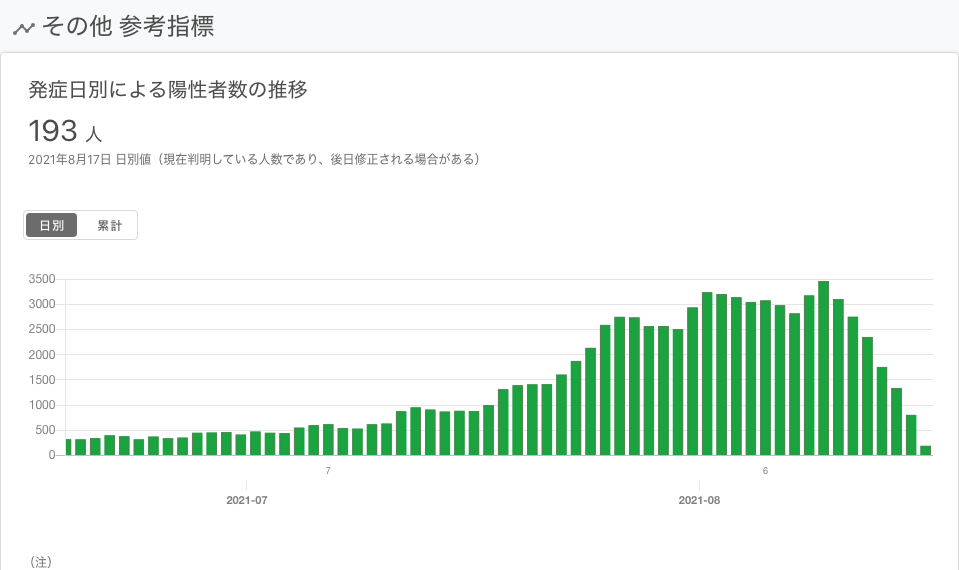 その他 参考指標
発症日別による陽性者数の推移
193 人
2021年8月17日 日別値（現在判明している人数であり、後日修正される場合がある）
日別 累計
3500
3000
2500
2000
1500
1000
500
0
7 6
2021-07 2021-08
（注）